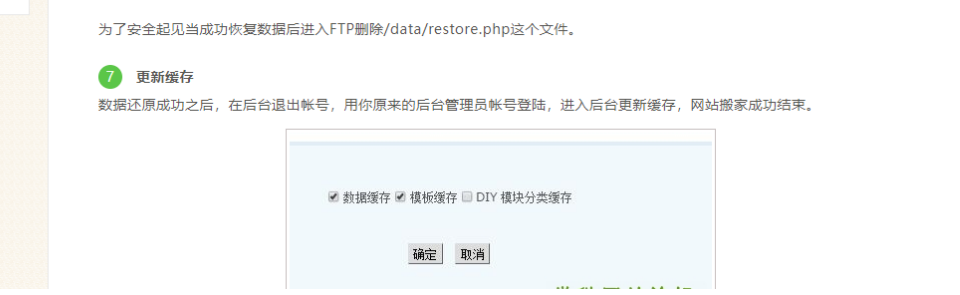 为了安全起见当成功恢复数据后进入FTP删除/data/restore.php这个文件。
7 更新缓存
数据还原成功之后，在后台退出帐号，用你原来的后台管理员帐号登陆，进入后台更新缓存，网站搬家成功结束。
数据缓存 模板缓存 DIY 模块分类缓存
确定 取消